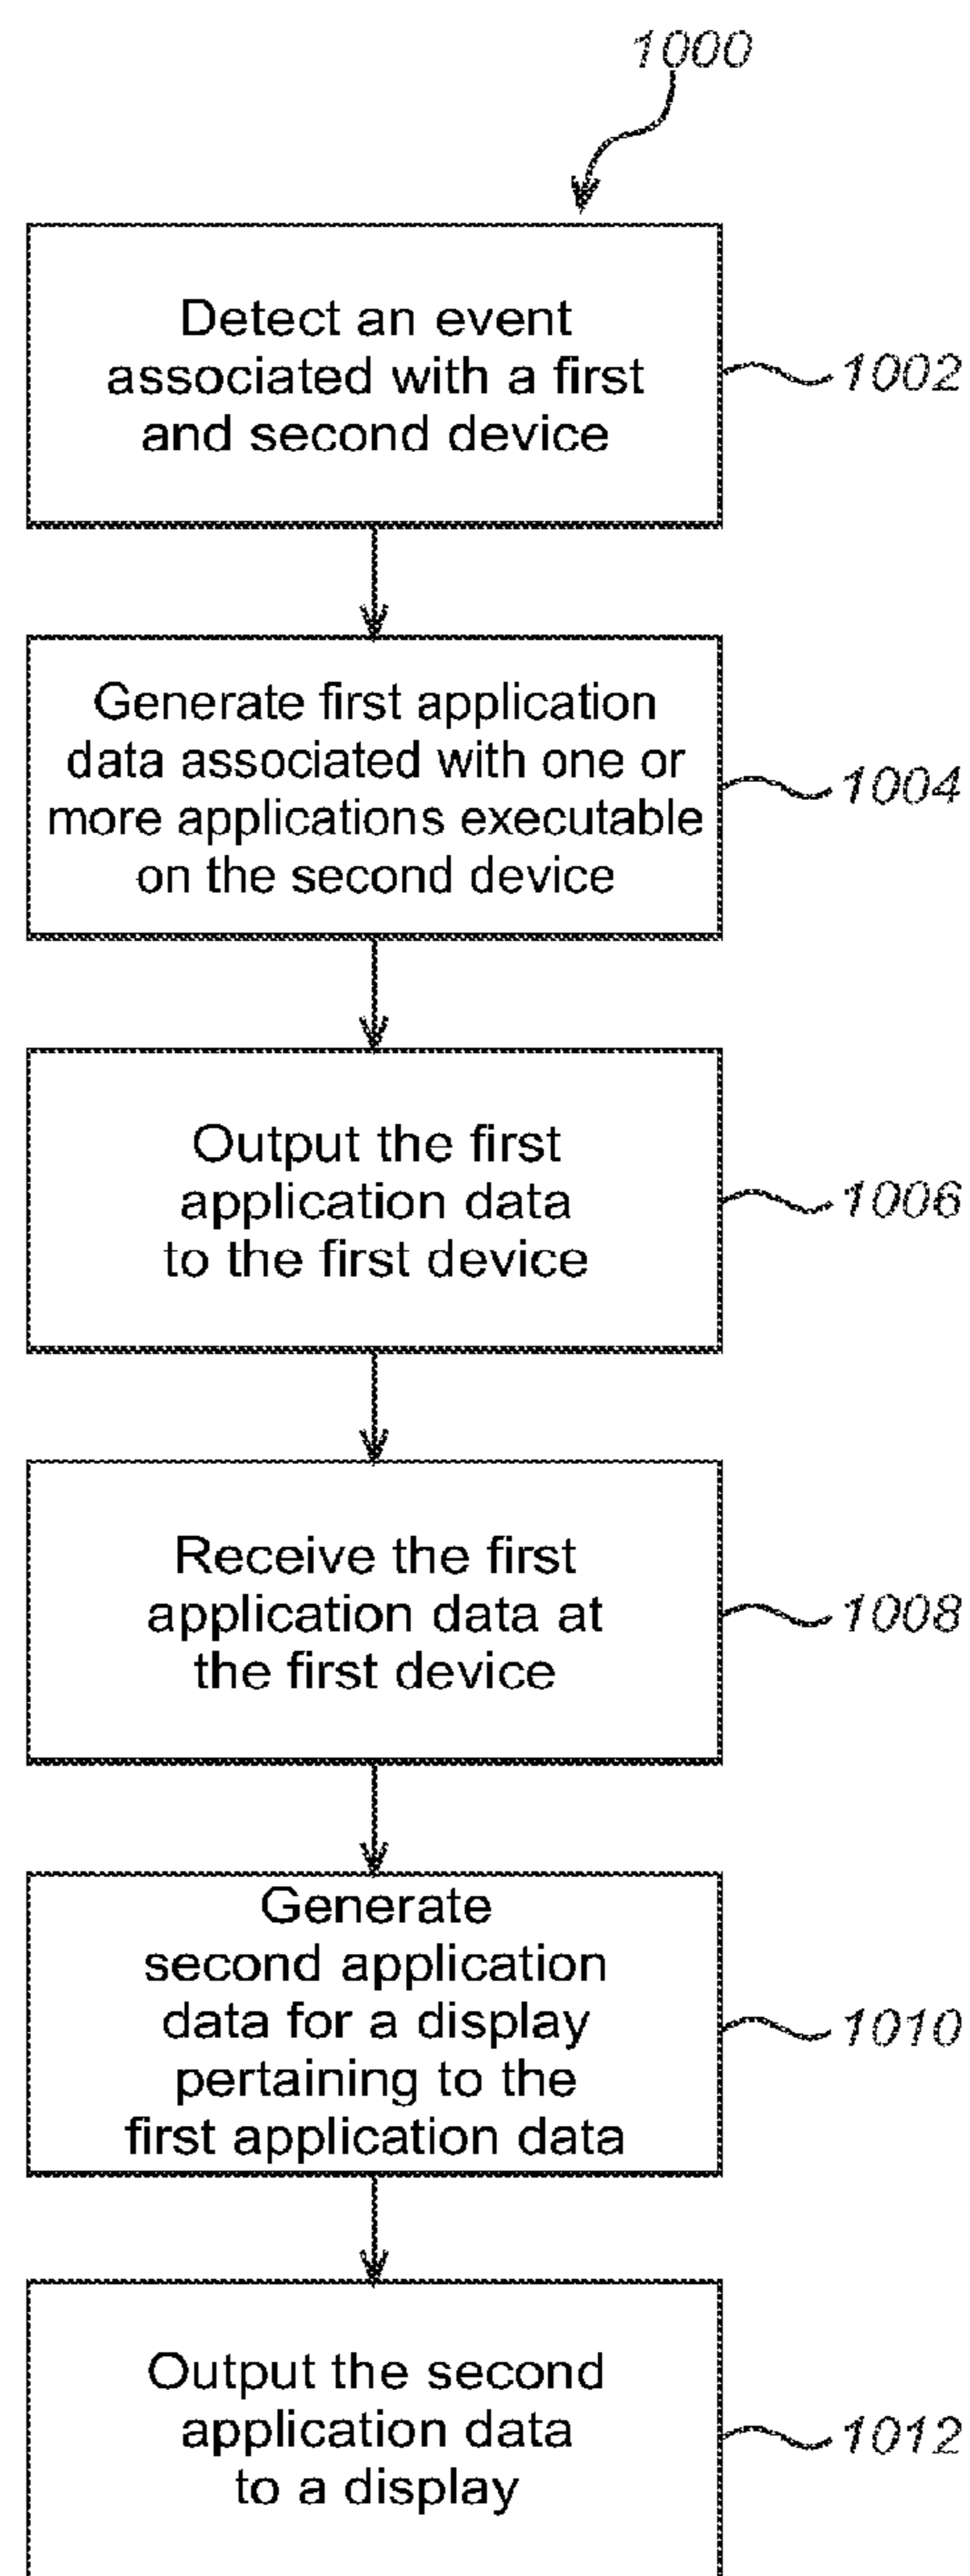 1000
Detect an event
associated with a first
and second device
1002
Generate first application
data associated with one or
more applications executable
on the second device
1004
Output the first
application data
to the first device
1006
Receive the first
application data at
the first device
1008
Generate
second application
data for a display
pertaining to the
first application data
1010
Output the second
application data
to a display
1012